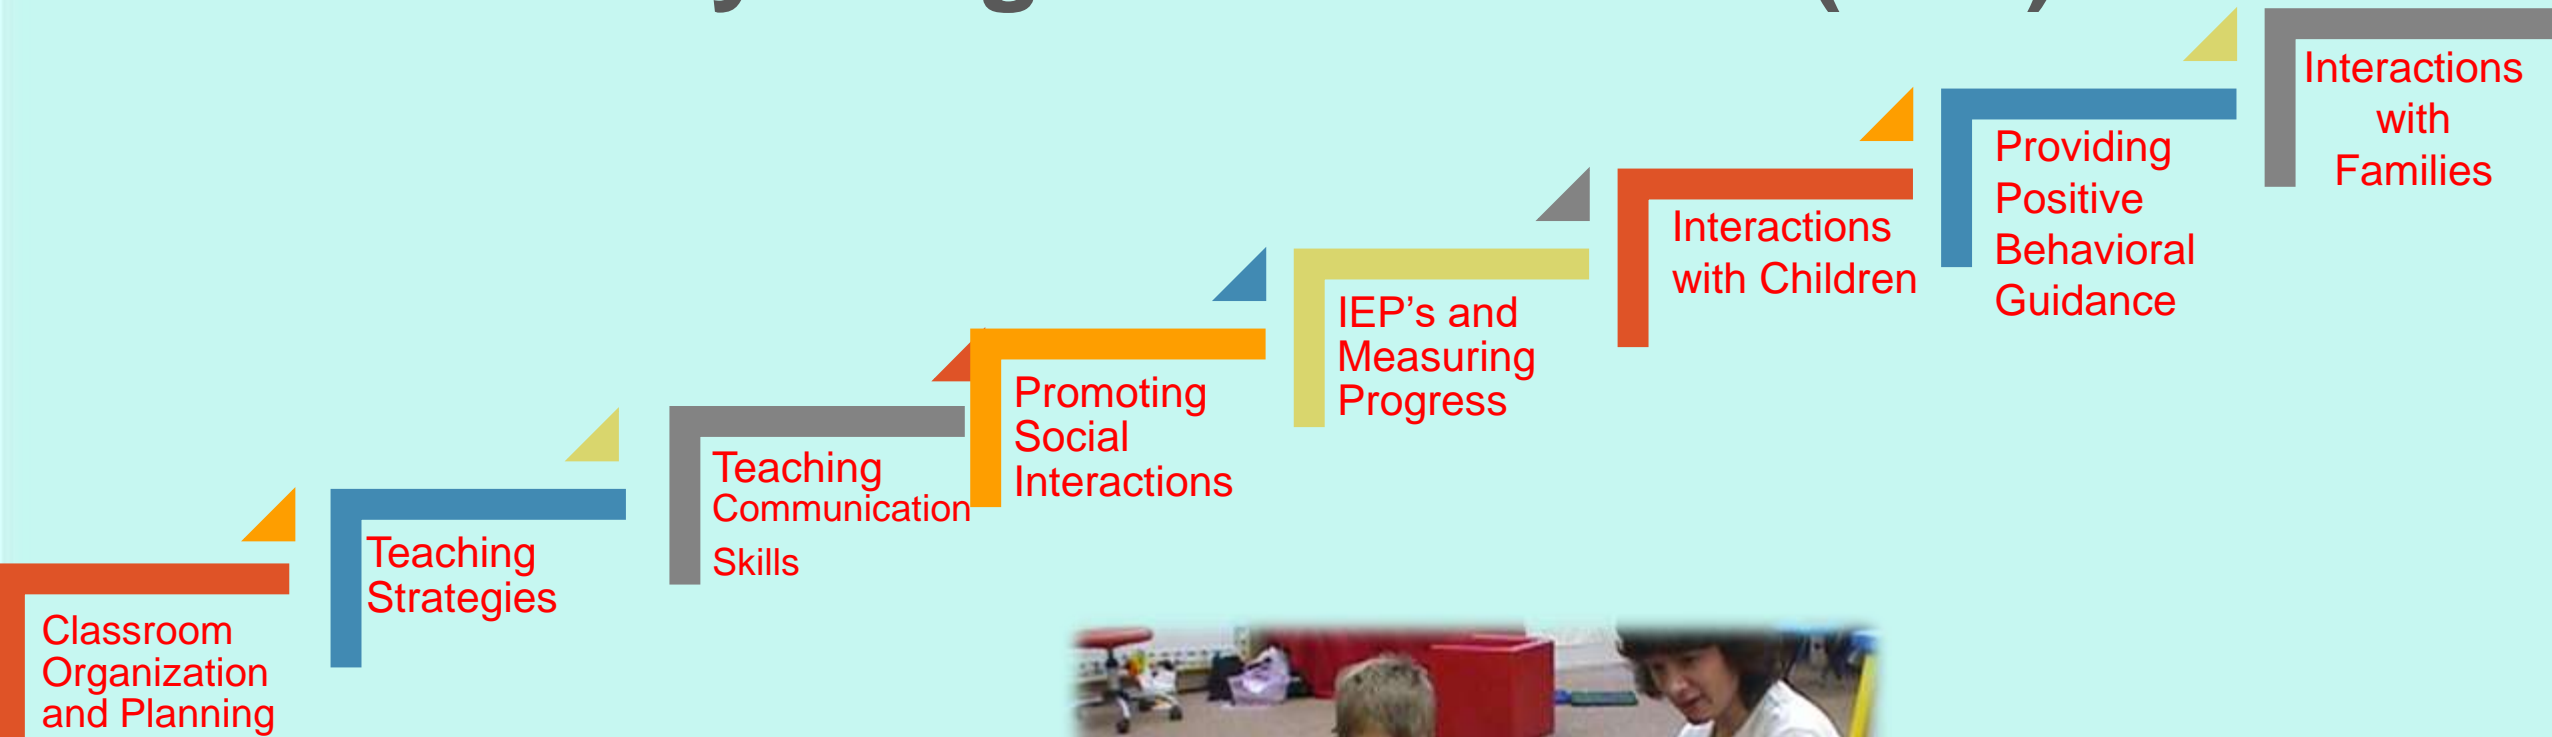 Classroom
Organization
and Planning
Teaching
Strategies
Teaching
Communication
Skills
Promoting
Social
Interactions
IEP's and
Measuring
Progress
Interactions
with Children
Providing
Positive
Behavioral
Guidance
Interactions
with
Families